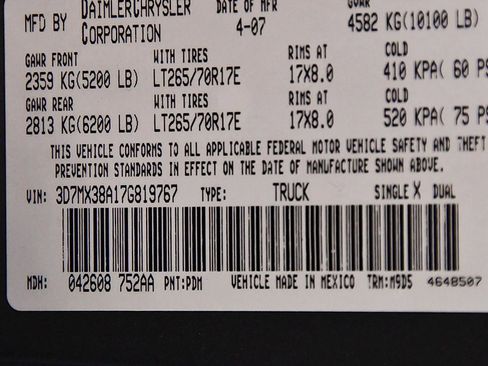 MFD BY DAIMLERCHRYSLER CORPORATION DATE OF MFR 4-07 GVWR 4582 KG(10100 LB)
GAWR FRONT WITH TIRES RIMS AT COLD
2359 KG(5200 LB) LT265/70R17E 17X8.0 410 KPA( 60 PS
GAWR REAR WITH TIRES RIMS AT COLD
2813 KG(6200 LB) LT265/70R17E 17X8.0 520 KPA( 75 PS
THIS VEHICLE CONFORMS TO ALL APPLICABLE FEDERAL MOTOR VEHICLE SAFETY AND THEFT
PREVENTION STANDARDS IN EFFECT ON THE DATE OF MANUFACTURE SHOWN ABOVE.
VIN: 3D7MX38A17G819767 TYPE: TRUCK SINGLE X DUAL
MDH: 042608 752AA PNT:PDM VEHICLE MADE IN MEXICO TRM:M9D5 4648507